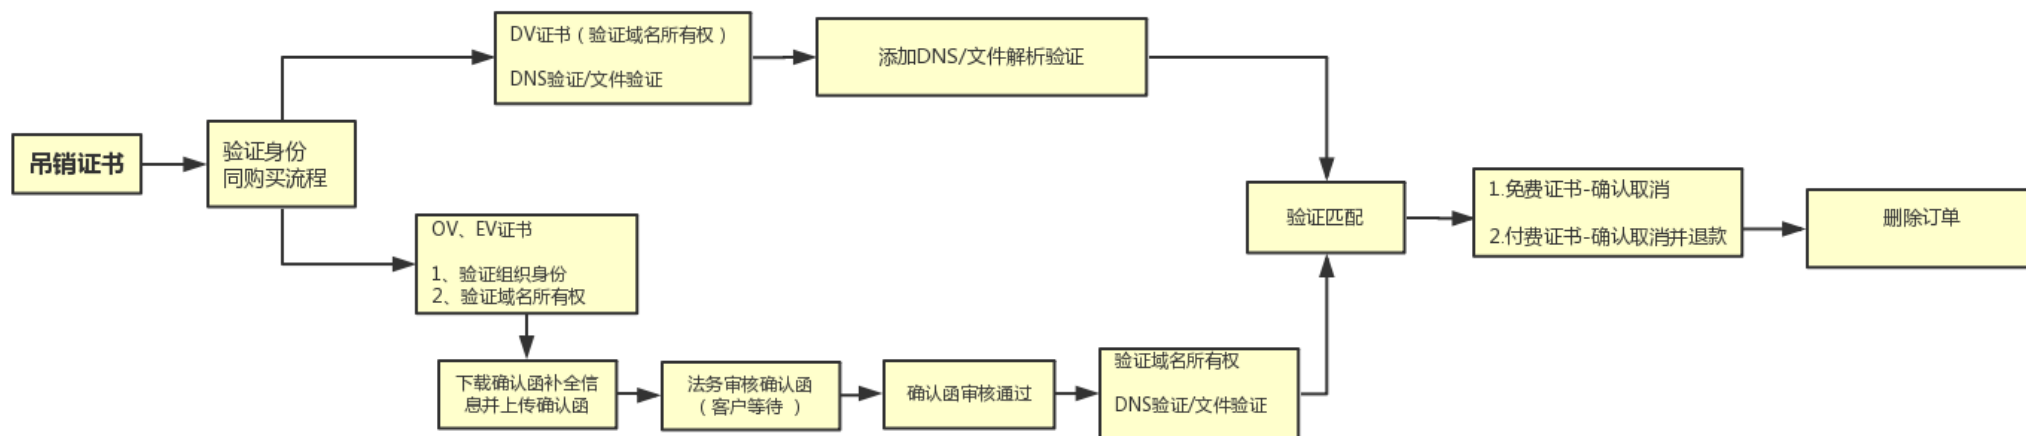 吊销证书
验证身份
同购买流程
DV证书（验证域名所有权）
DNS验证/文件验证
添加DNS/文件解析验证
OV、EV证书
1、验证组织身份
2、验证域名所有权
下载确认函补全信
息并上传确认函
法务审核确认函
（客户等待 ）
确认函审核通过
验证域名所有权
DNS验证/文件验证
验证匹配
1.免费证书-确认取消
2.付费证书-确认取消并退款
删除订单